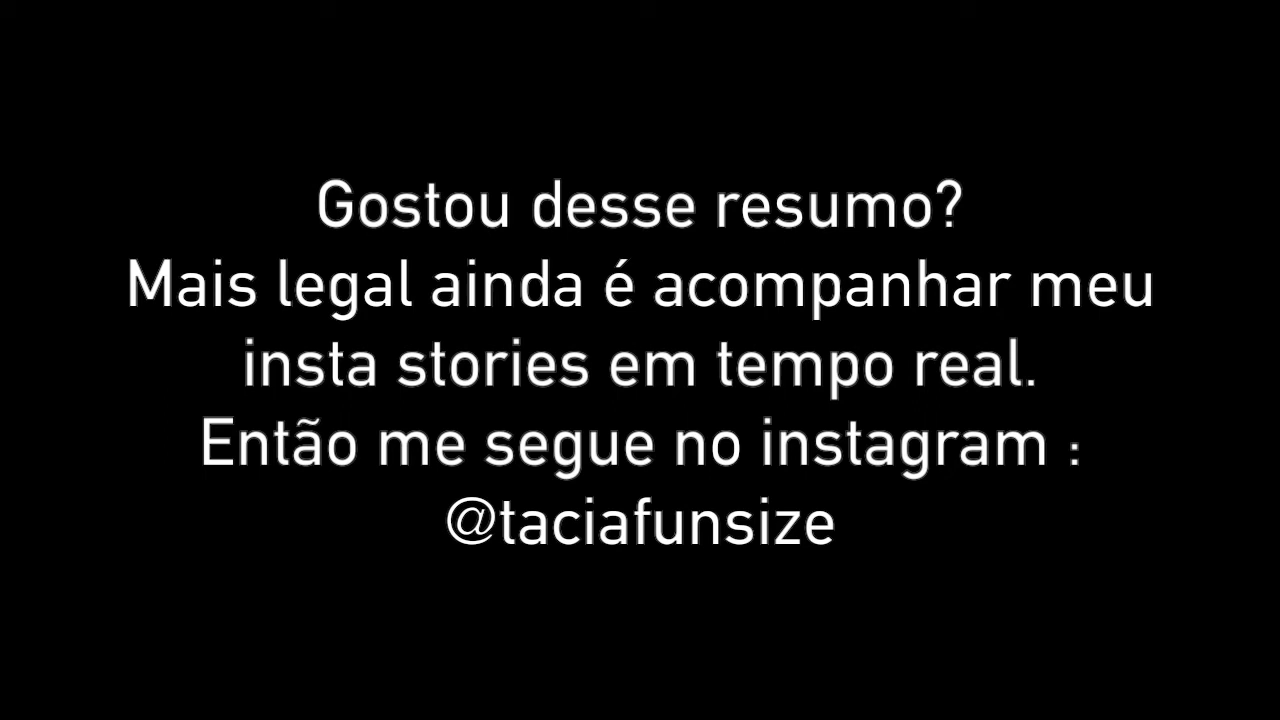 Gostou desse resumo?
Mais legal ainda é acompanhar meu
insta stories em tempo real.
Então me segue no instagram :
@taciafunsize